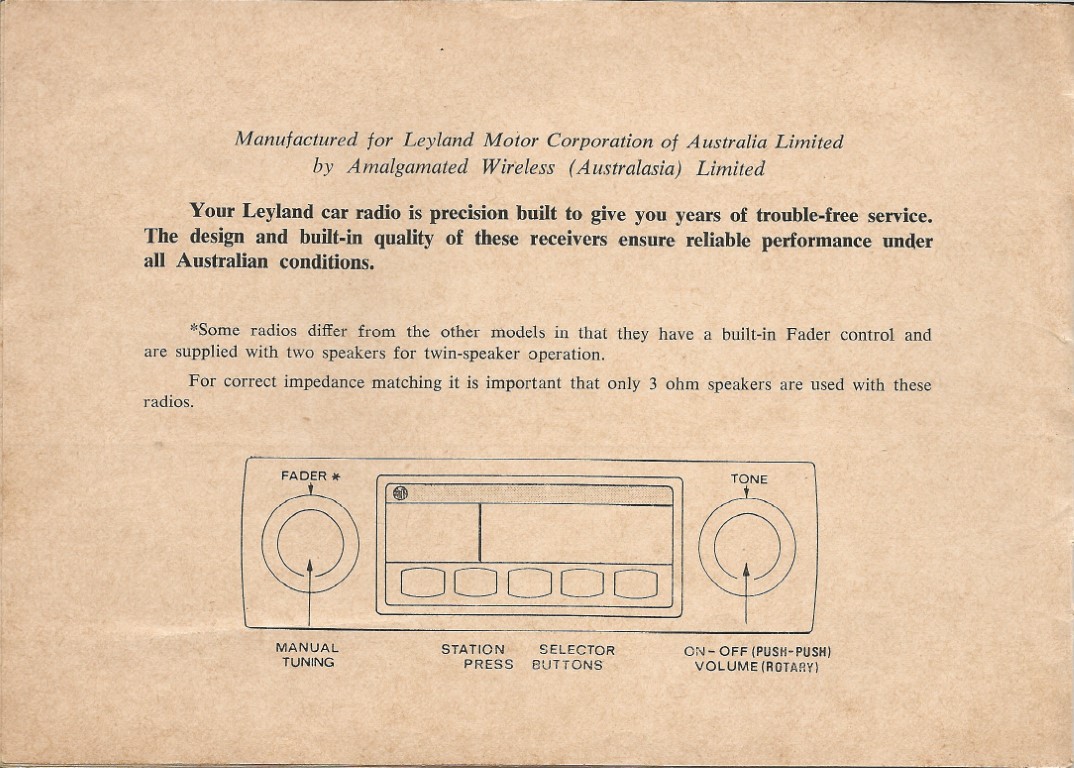 Manufactured for Leyland Motor Corporation of Australia Limited
by Amalgamated Wireless (Australasia) Limited
Your Leyland car radio is precision built to give you years of trouble-free service.
The design and built-in quality of these receivers ensure reliable performance under
all Australian conditions.
*Some radios differ from the other models in that they have a built-in Fader control and
are supplied with two speakers for twin-speaker operation.
For correct impedance matching it is important that only 3 ohm speakers are used with these
radios.
FADER *
TONE
MANUAL
TUNING
STATION SELECTOR
PRESS BUTTONS
ON-OFF (PUSH-PUSH)
VOLUME (ROTARY)